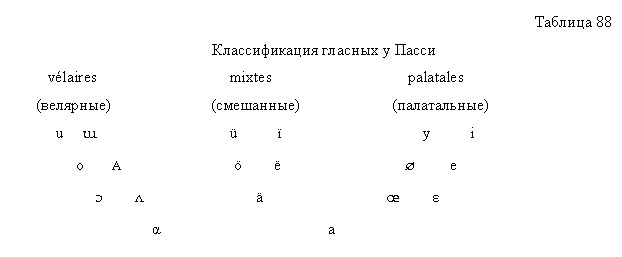 Таблица 88
Классификация гласных у Пасси
vélaires mixtes palatales
(велярные) (смешанные) (палатальные)
u ɯ ü ï y i
o A ö ë ø e
ɔ ʌ ä œ ɛ
ɑ a